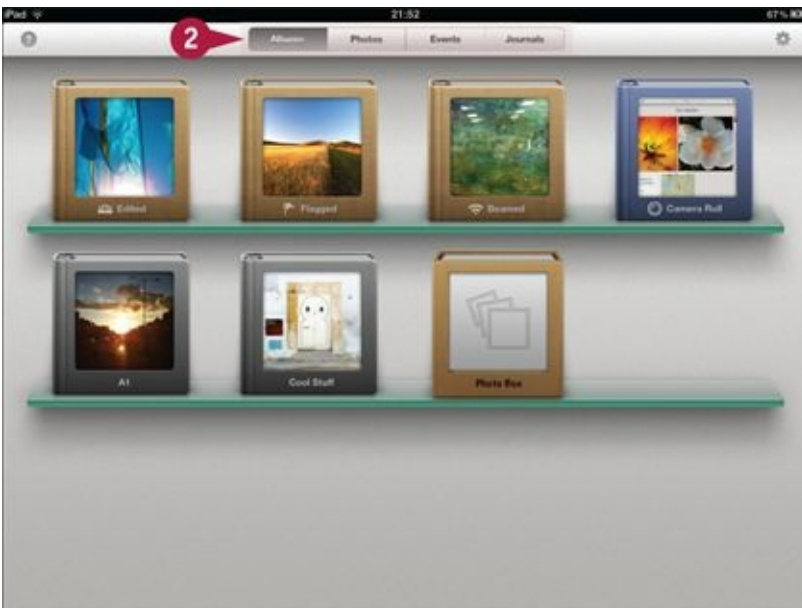 iPad 21:52 67%
?
2 Albums Photos Events Journals
Edited Flagged Beamed Camera Roll
A1 Cool Stuff Photo Box